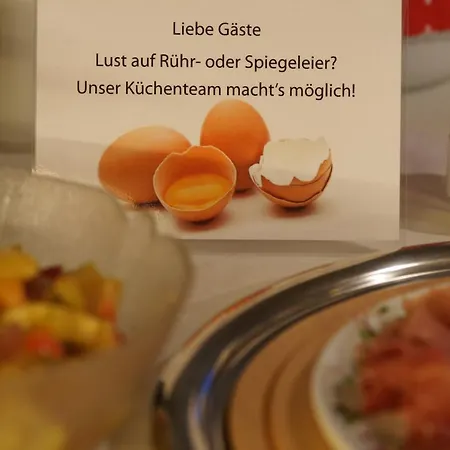 Liebe Gäste
Lust auf Rühr- oder Spiegeleier?
Unser Küchenteam macht's möglich!